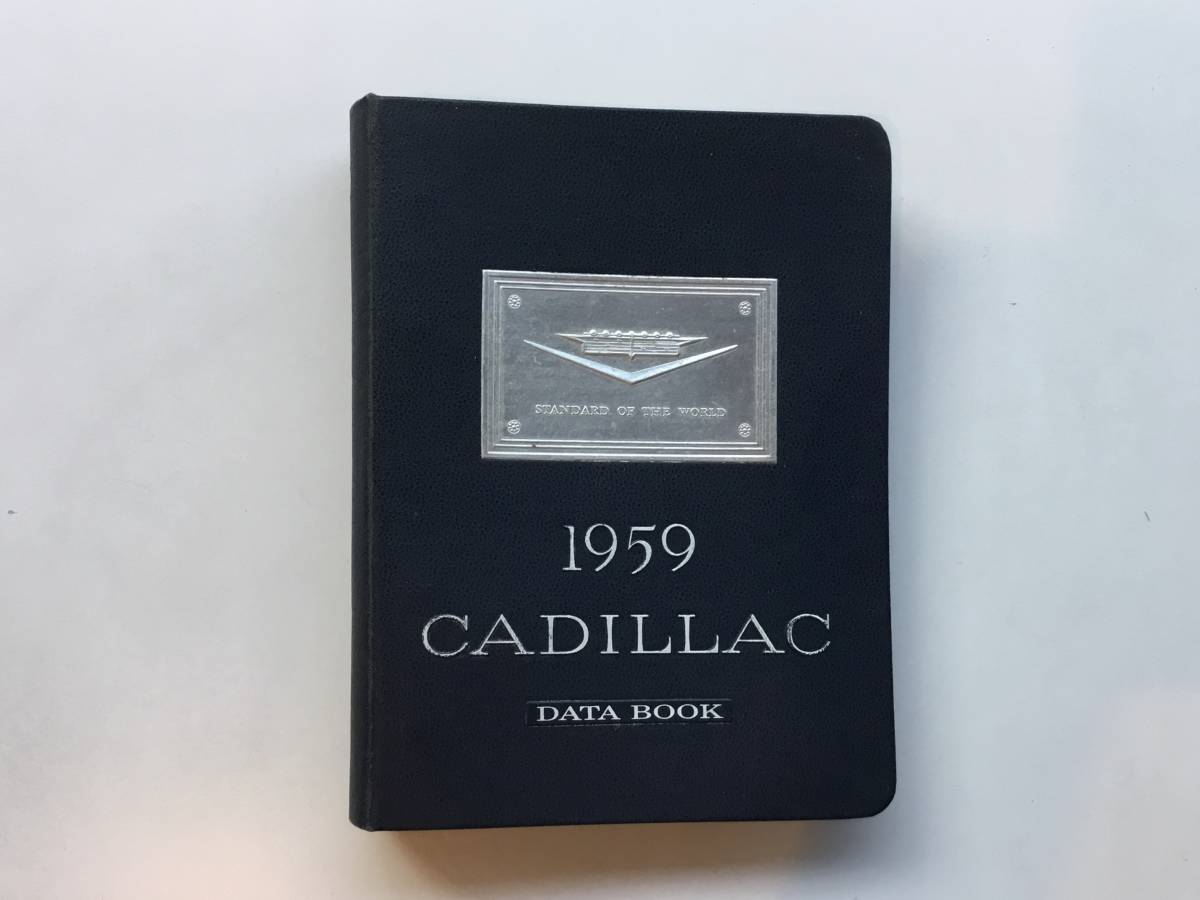 STANDARD OF THE WORLD
1959
CADILLAC
DATA BOOK